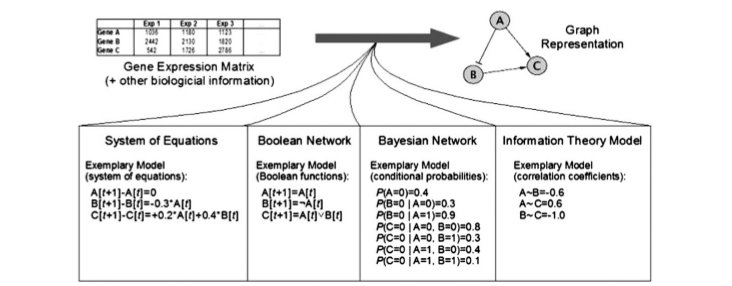 Exp 1 Exp 2 Exp 3
Gene A 1036 1180 1123
Gene B 2442 2130 1820
Gene C 542 1726 2786
Gene Expression Matrix
(+ other biologicial information)
A
B
C
Graph
Representation
System of Equations
Exemplary Model
(system of equations):
A[t+1]-A[t]=0
B[t+1]-B[t]=-0.3*A[t]
C[t+1]-C[t]=+0.2*A[t]+0.4*B[t]
Boolean Network
Exemplary Model
(Boolean functions):
A[t+1]=A[t]
B[t+1]=¬A[t]
C[t+1]=A[t]∨B[t]
Bayesian Network
Exemplary Model
(conditional probabilities):
P(A=0)=0.4
P(B=0 | A=0)=0.3
P(B=0 | A=1)=0.9
P(C=0 | A=0, B=0)=0.8
P(C=0 | A=0, B=1)=0.3
P(C=0 | A=1, B=0)=0.4
P(C=0 | A=1, B=1)=0.1
Information Theory Model
Exemplary Model
(correlation coefficients):
A~B=-0.6
A~C=0.6
B~C=-1.0